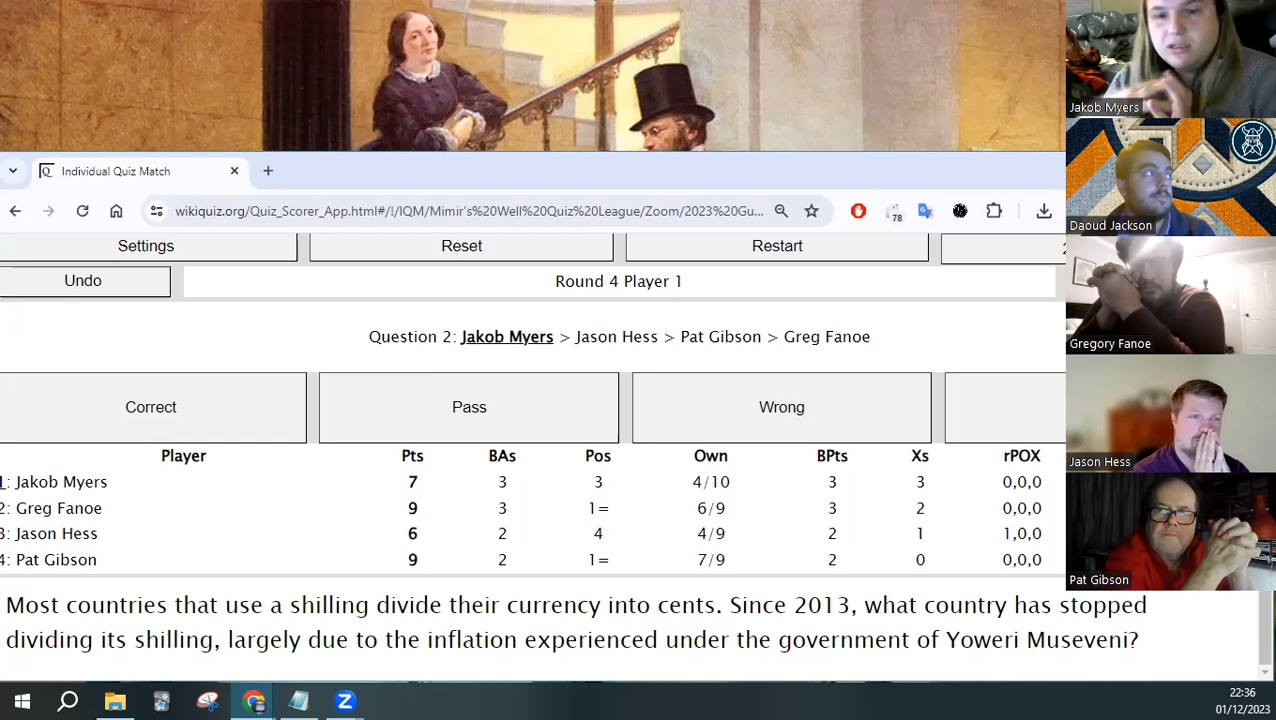 Individual Quiz Match
wikiquiz.org/Quiz_Scorer_App.html#/I/IQM/Mimir's%20Well%20Quiz%20League/Zoom/2023%20Gu...
78
Settings
Reset
Restart
Undo
Round 4 Player 1
Question 2: Jakob Myers > Jason Hess > Pat Gibson > Greg Fanoe
Correct
Pass
Wrong
Player Pts BAs Pos Own BPts Xs rPOX
1: Jakob Myers 7 3 3 4/10 3 3 0,0,0
2: Greg Fanoe 9 3 1= 6/9 3 2 0,0,0
3: Jason Hess 6 2 4 4/9 2 1 1,0,0
4: Pat Gibson 9 2 1= 7/9 2 0 0,0,0
Most countries that use a shilling divide their currency into cents. Since 2013, what country has stopped
dividing its shilling, largely due to the inflation experienced under the government of Yoweri Museveni?
Jakob Myers
Daoud Jackson
Gregory Fanoe
Jason Hess
Pat Gibson
22:36
01/12/2023